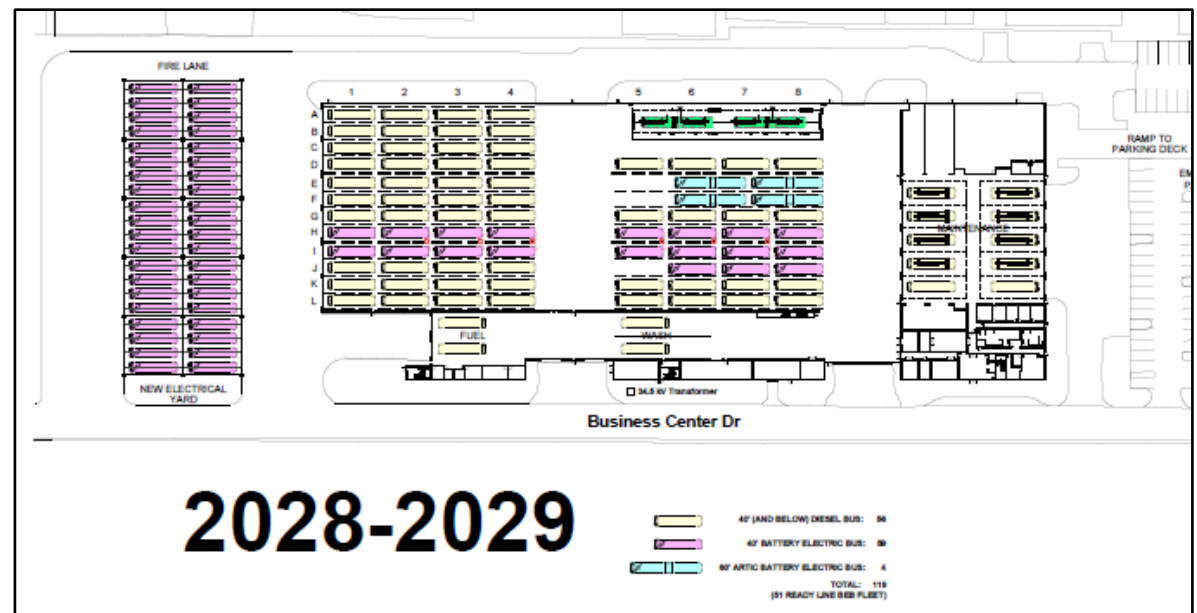 FIRE LANE
1 2 3 4 5 6 7 8
A
B
C
D
E
F
G
H
I
J
K
L
RAMP TO
PARKING DECK
EM
P
MAINTENANCE
FUEL
WASH
NEW ELECTRICAL
YARD
34.5 kV Transformer
Business Center Dr
2028-2029
40' (AND BELOW) DIESEL BUS: 56
40' BATTERY ELECTRIC BUS: 59
60' ARTIC BATTERY ELECTRIC BUS: 4
TOTAL: 119
(51 READY LINE BEB FLEET)